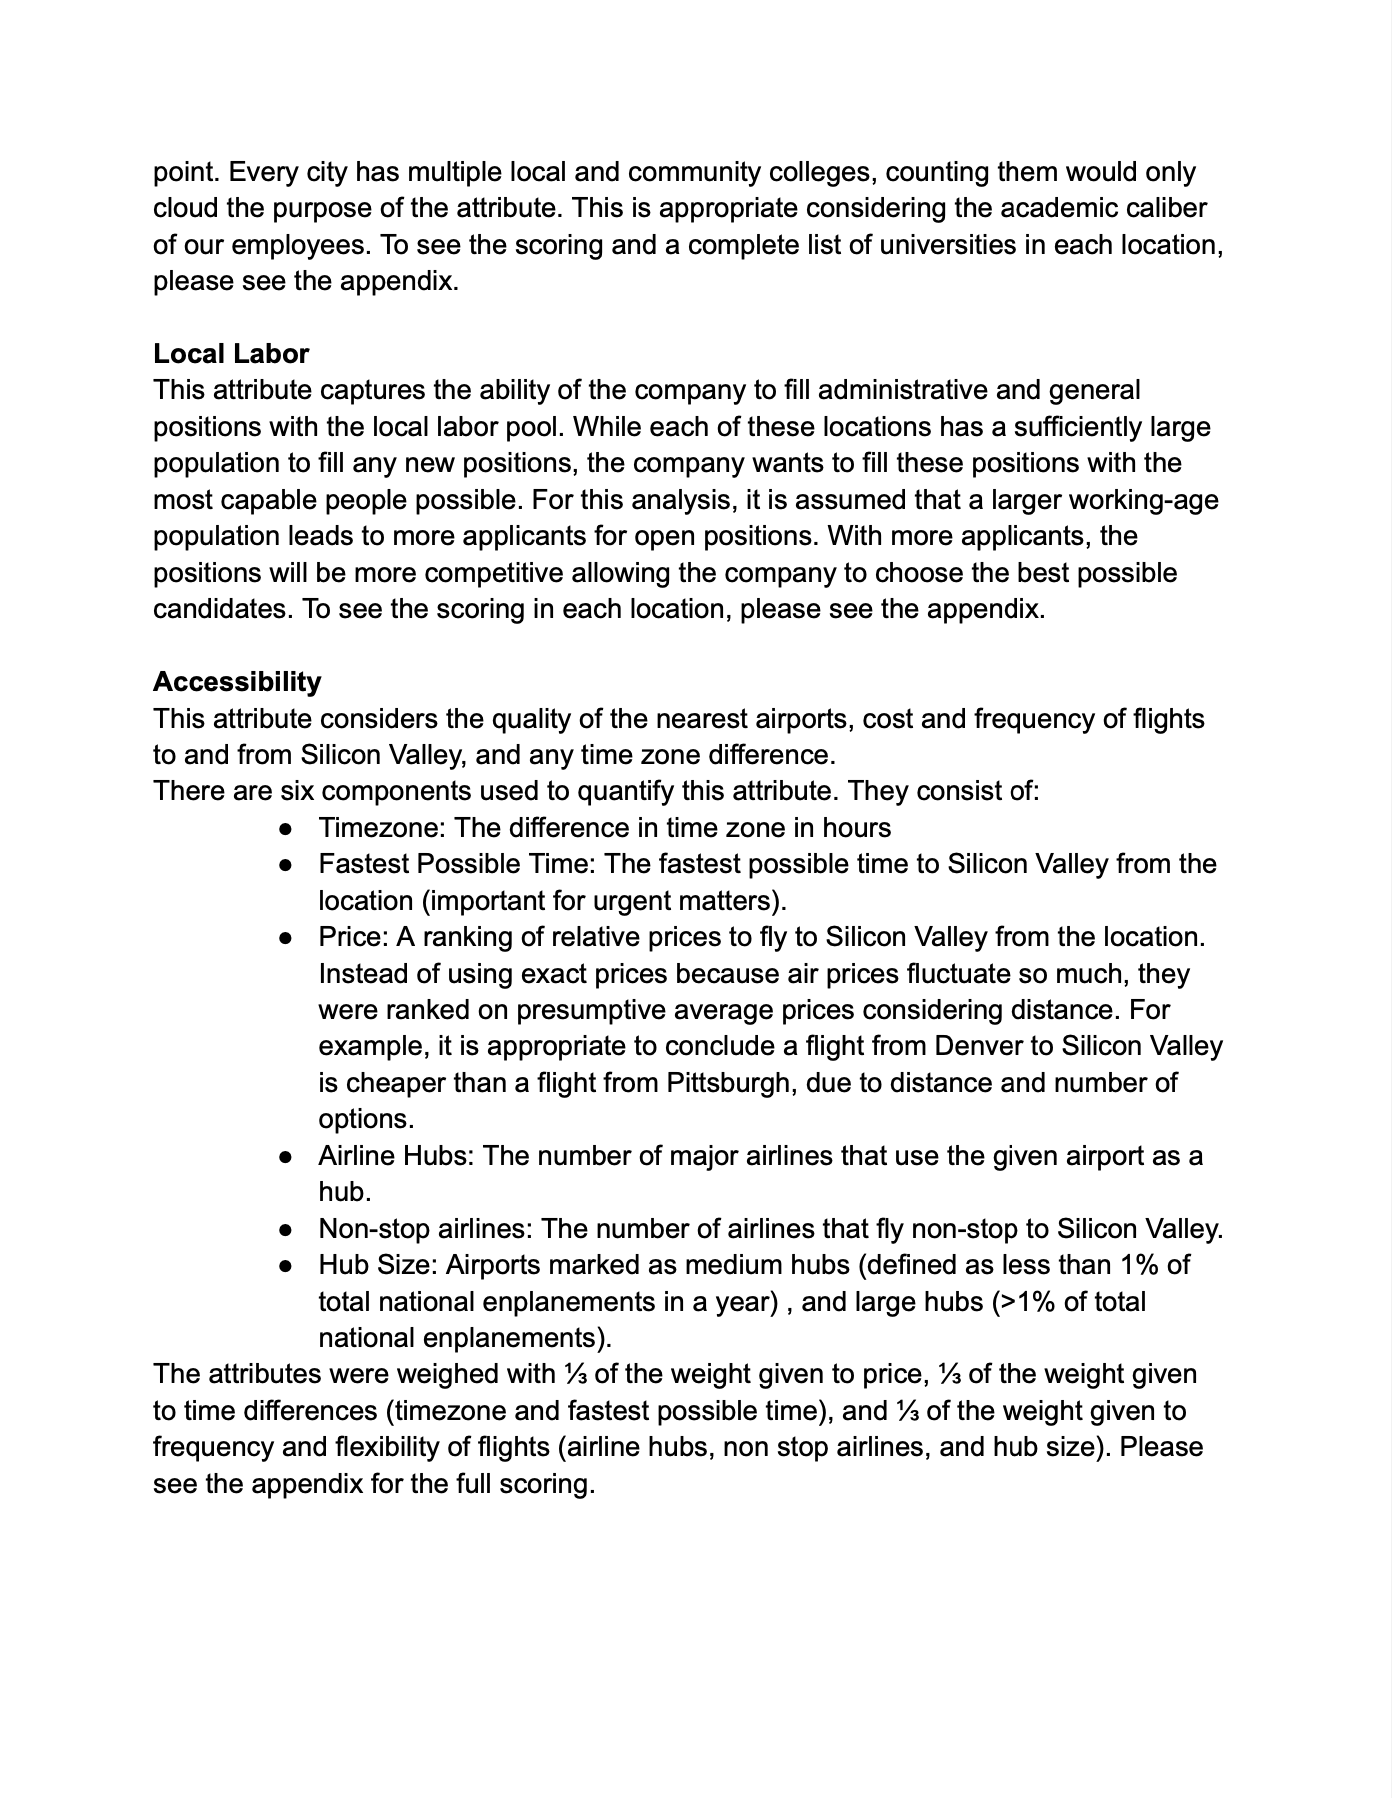 point. Every city has multiple local and community colleges, counting them would only
cloud the purpose of the attribute. This is appropriate considering the academic caliber
of our employees. To see the scoring and a complete list of universities in each location,
please see the appendix.
Local Labor
This attribute captures the ability of the company to fill administrative and general
positions with the local labor pool. While each of these locations has a sufficiently large
population to fill any new positions, the company wants to fill these positions with the
most capable people possible. For this analysis, it is assumed that a larger working-age
population leads to more applicants for open positions. With more applicants, the
positions will be more competitive allowing the company to choose the best possible
candidates. To see the scoring in each location, please see the appendix.
Accessibility
This attribute considers the quality of the nearest airports, cost and frequency of flights
to and from Silicon Valley, and any time zone difference.
There are six components used to quantify this attribute. They consist of:
● Timezone: The difference in time zone in hours
● Fastest Possible Time: The fastest possible time to Silicon Valley from the
location (important for urgent matters).
● Price: A ranking of relative prices to fly to Silicon Valley from the location.
Instead of using exact prices because air prices fluctuate so much, they
were ranked on presumptive average prices considering distance. For
example, it is appropriate to conclude a flight from Denver to Silicon Valley
is cheaper than a flight from Pittsburgh, due to distance and number of
options.
● Airline Hubs: The number of major airlines that use the given airport as a
hub.
● Non-stop airlines: The number of airlines that fly non-stop to Silicon Valley.
● Hub Size: Airports marked as medium hubs (defined as less than 1% of
total national enplanements in a year) , and large hubs (>1% of total
national enplanements).
The attributes were weighed with ⅓ of the weight given to price, ⅓ of the weight given
to time differences (timezone and fastest possible time), and ⅓ of the weight given to
frequency and flexibility of flights (airline hubs, non stop airlines, and hub size). Please
see the appendix for the full scoring.